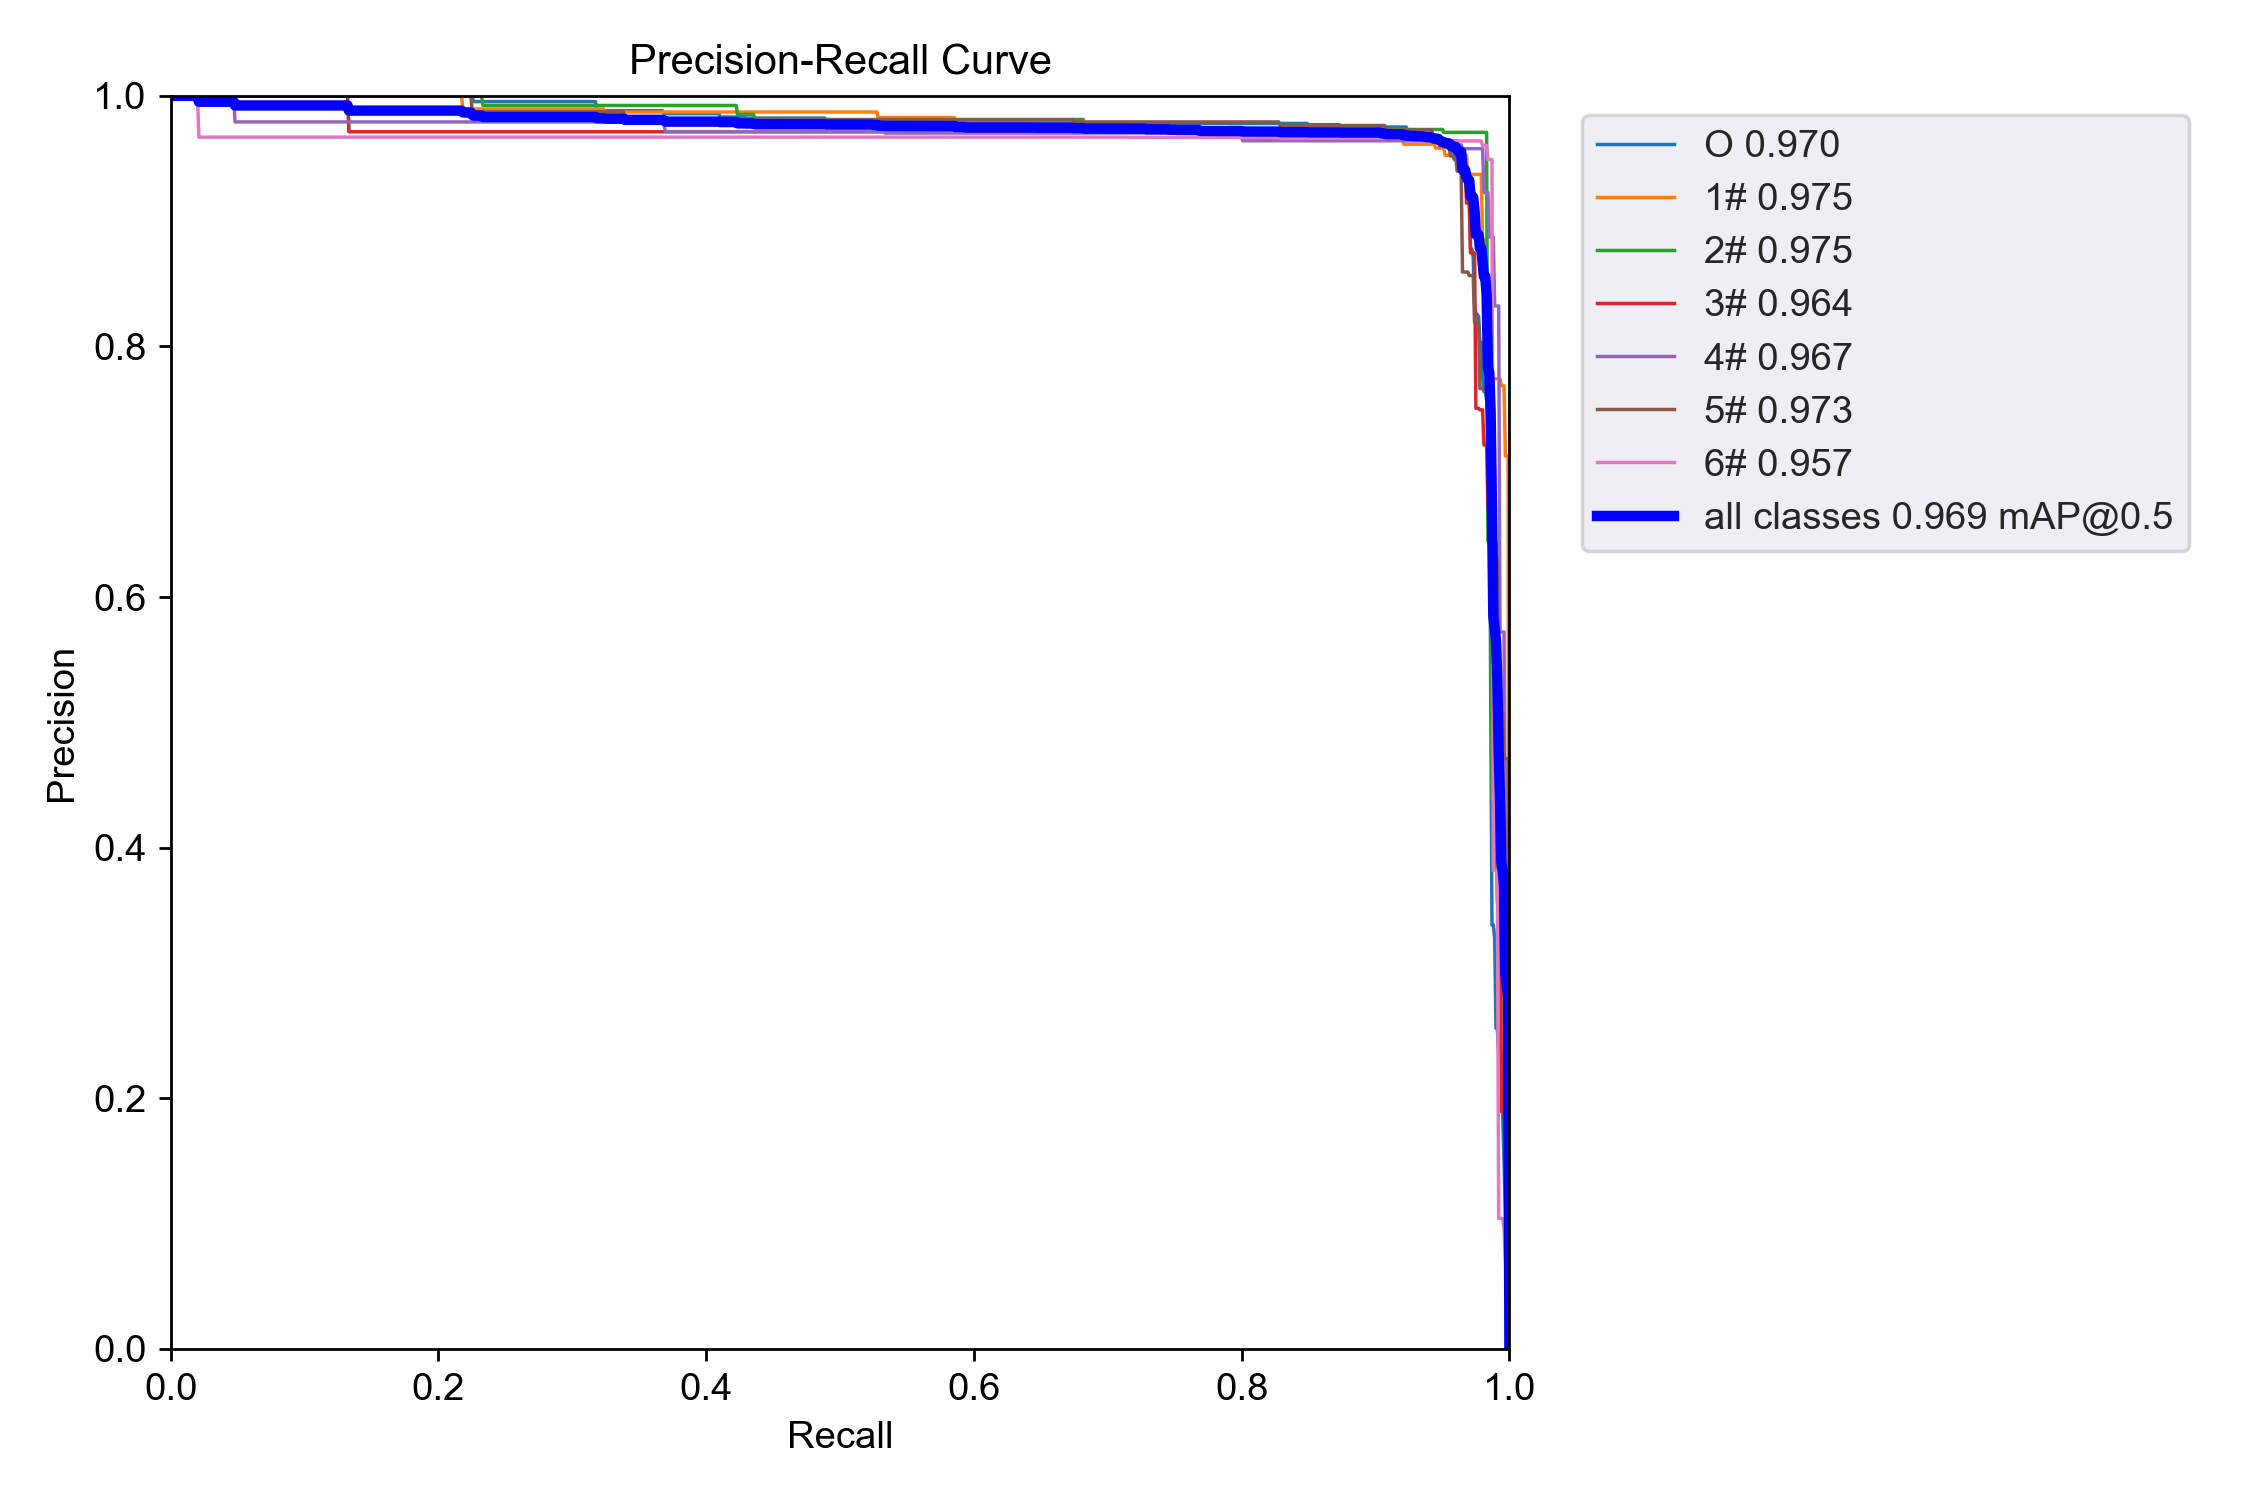 Precision-Recall Curve
1.0
0.8
0.6
0.4
0.2
0.0
Precision
0.0 0.2 0.4 0.6 0.8 1.0
Recall
O 0.970
1# 0.975
2# 0.975
3# 0.964
4# 0.967
5# 0.973
6# 0.957
all classes 0.969 mAP@0.5